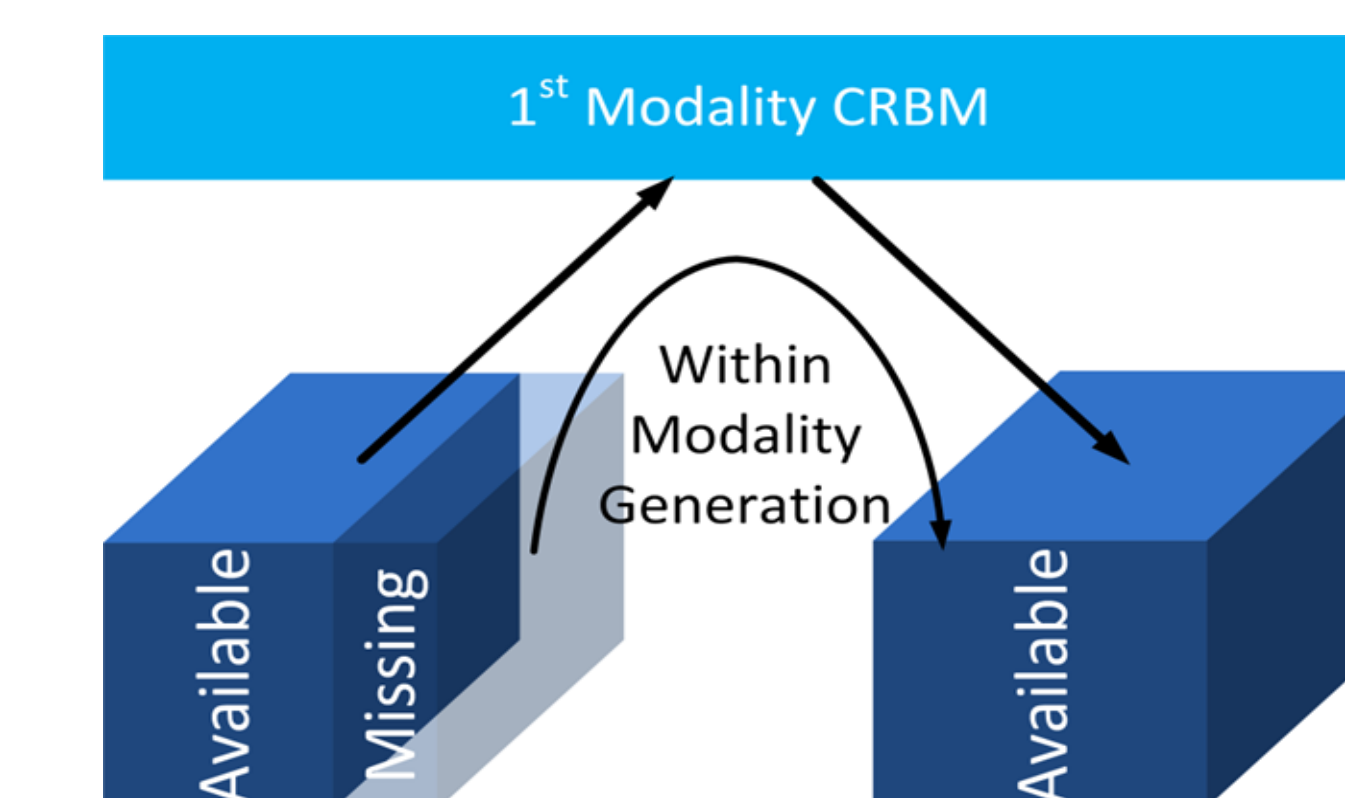 1st Modality CRBM
Within
Modality
Generation
Available
Missing
Available